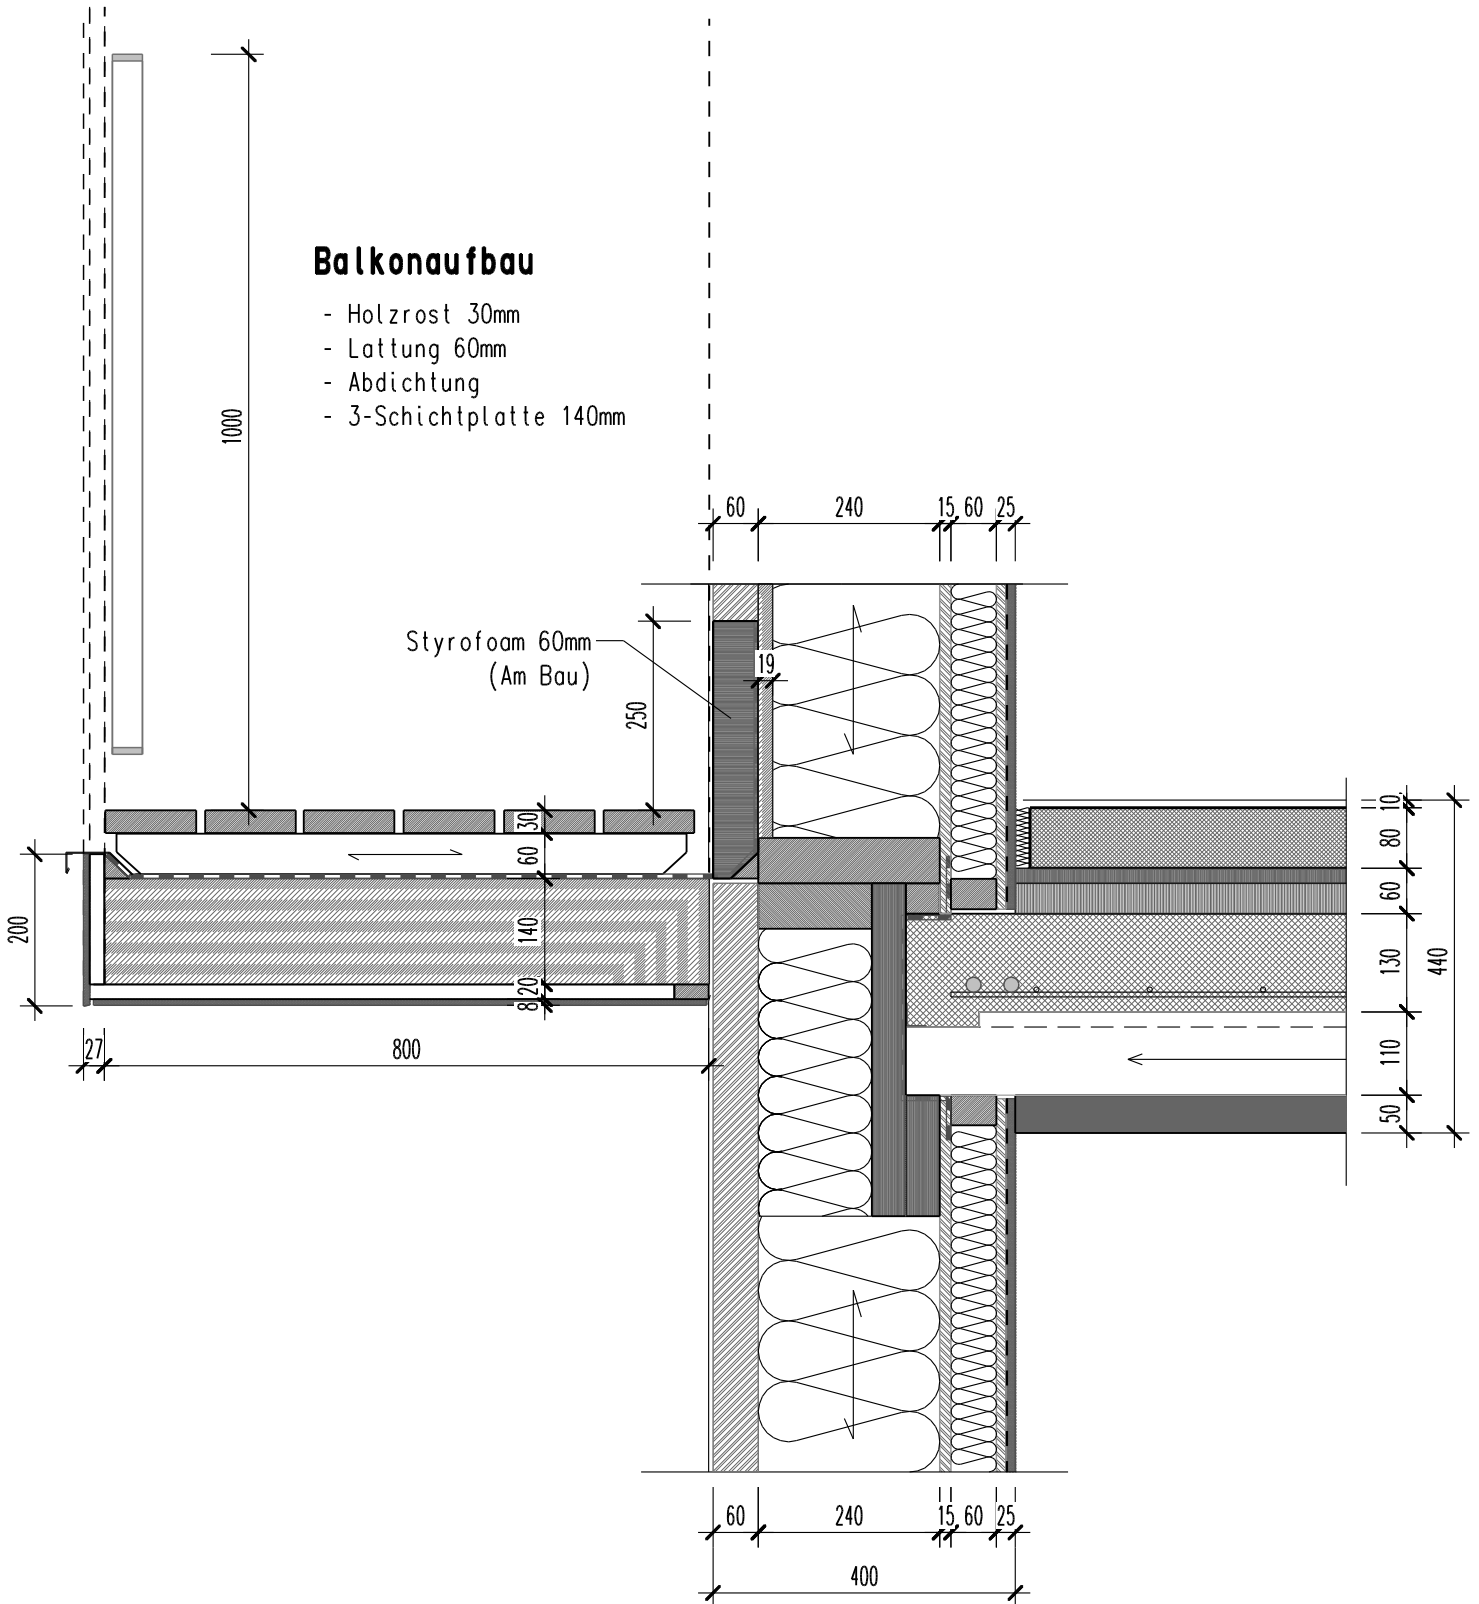 1000
Balkonaufbau
- Holzrost 30mm
- Lattung 60mm
- Abdichtung
- 3-Schichtplatte 140mm
60 240 15 60 25
Styrofoam 60mm
(Am Bau)
19
250
30
60
140
20
8
200
27 800
10
80
60
130
110
50
440
60 240 15 60 25
400